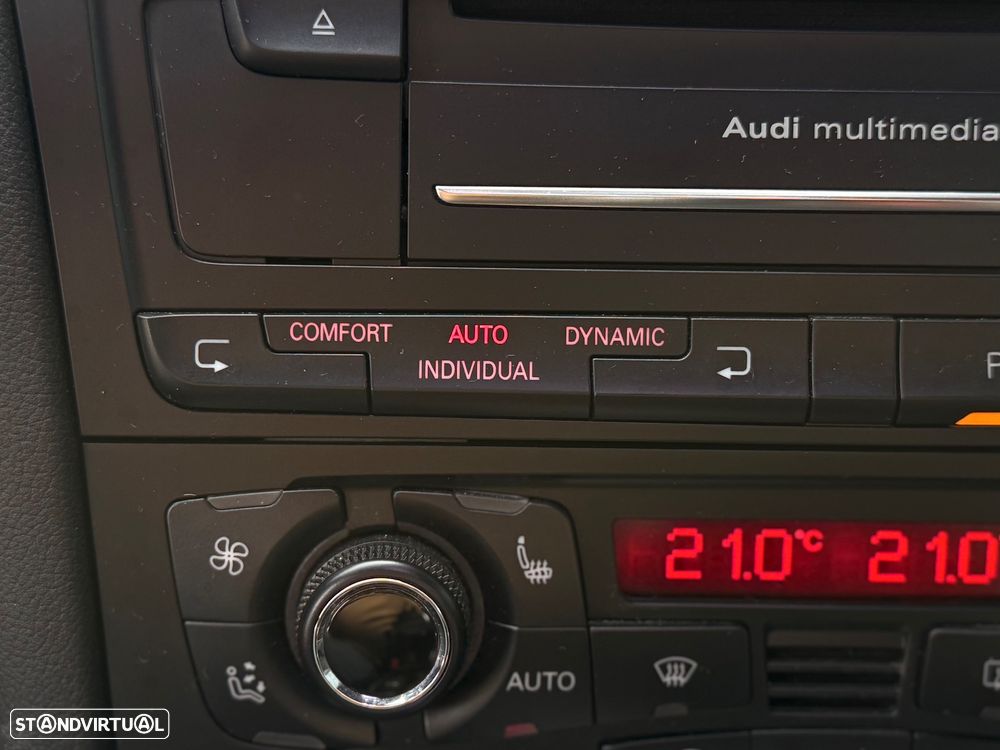 Audi multimedia
COMFORT AUTO DYNAMIC
INDIVIDUAL
P
21.0°C 21.0°
AUTO
STANDVIRTUAL